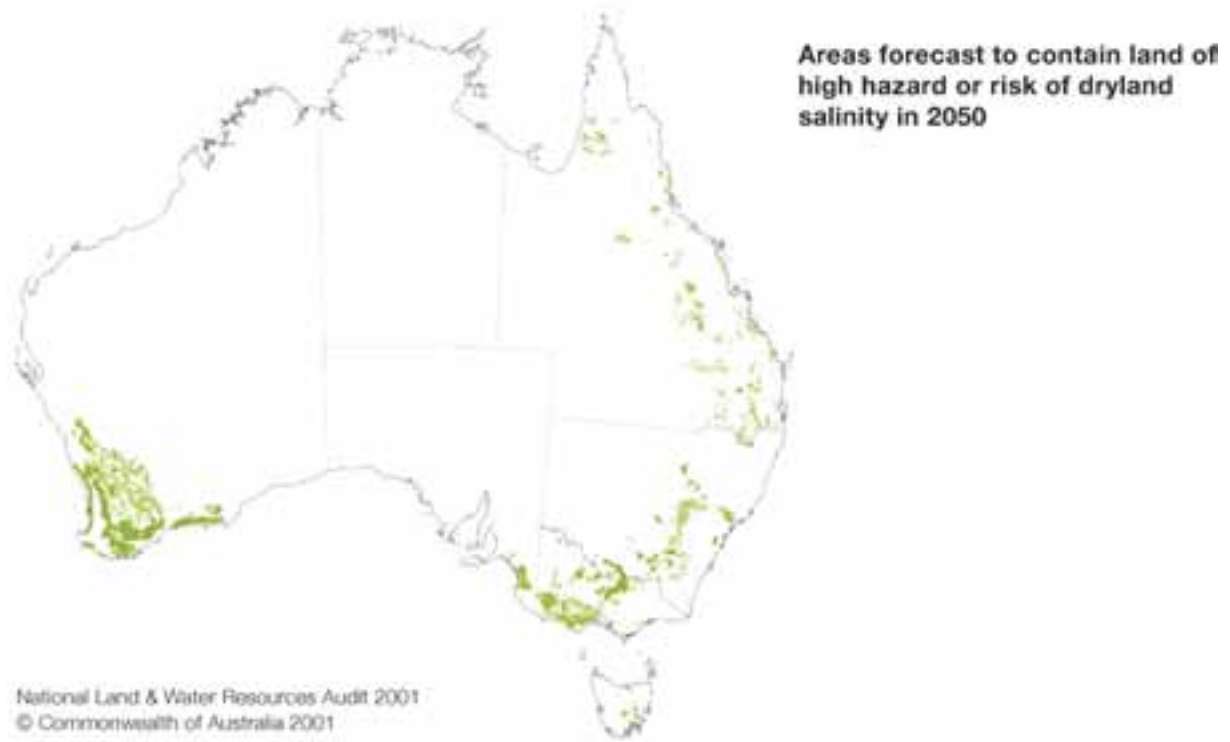 Areas forecast to contain land of
high hazard or risk of dryland
salinity in 2050
National Land & Water Resources Audit 2001
© Commonwealth of Australia 2001